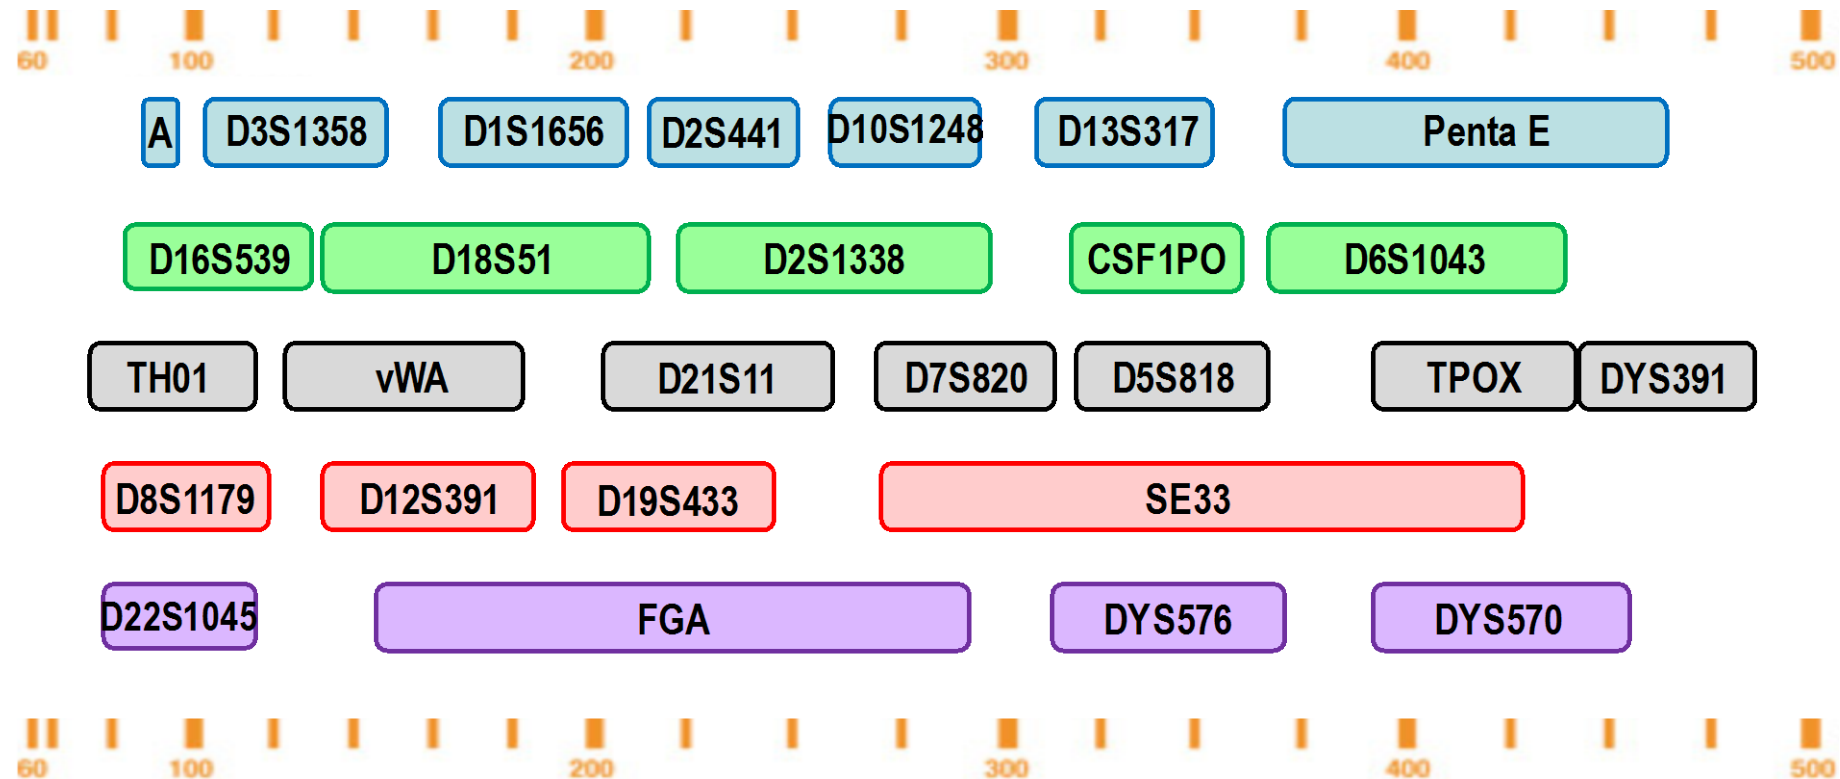 60 100 200 300 400 500
A D3S1358 D1S1656 D2S441 D10S1248 D13S317 Penta E
D16S539 D18S51 D2S1338 CSF1PO D6S1043
TH01 vWA D21S11 D7S820 D5S818 TPOX DYS391
D8S1179 D12S391 D19S433 SE33
D22S1045 FGA DYS576 DYS570
60 100 200 300 400 500